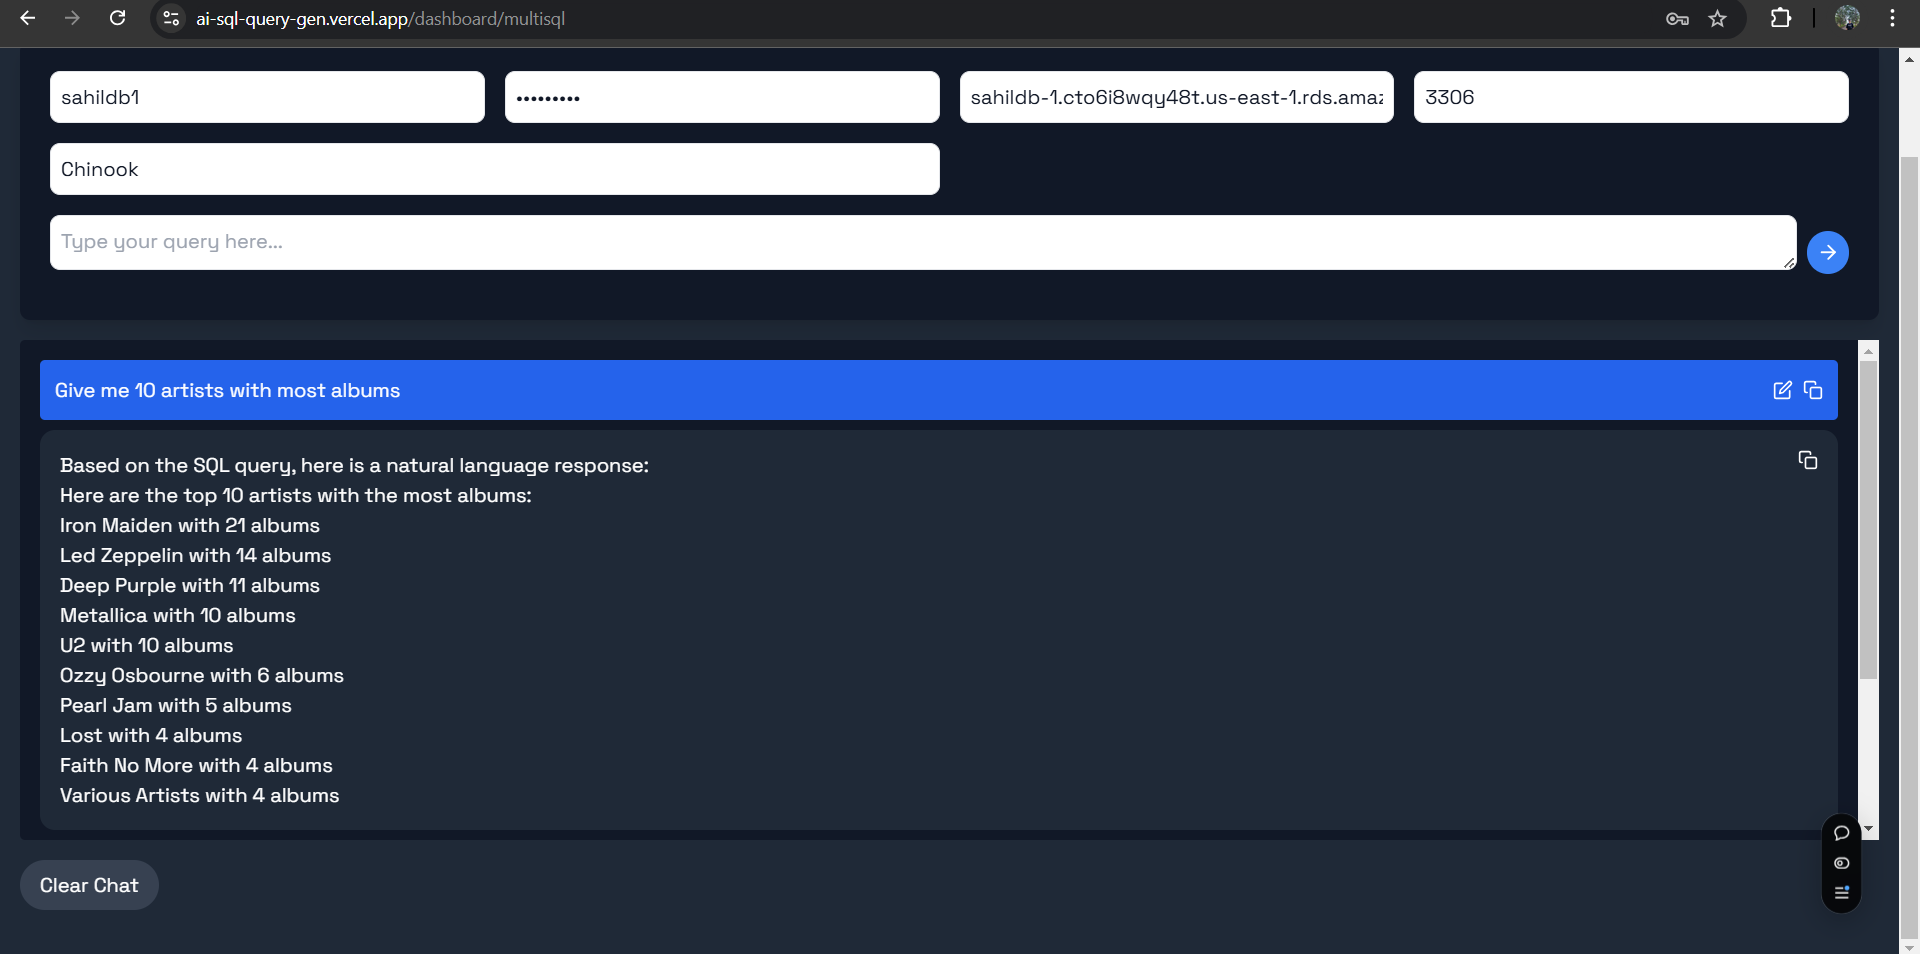 ai-sql-query-gen.vercel.app/dashboard/multisql
sahildb1
•••••••••
sahildb-1.cto6i8wqy48t.us-east-1.rds.amaz
3306
Chinook
Type your query here...
Give me 10 artists with most albums
Based on the SQL query, here is a natural language response:
Here are the top 10 artists with the most albums:
Iron Maiden with 21 albums
Led Zeppelin with 14 albums
Deep Purple with 11 albums
Metallica with 10 albums
U2 with 10 albums
Ozzy Osbourne with 6 albums
Pearl Jam with 5 albums
Lost with 4 albums
Faith No More with 4 albums
Various Artists with 4 albums
Clear Chat